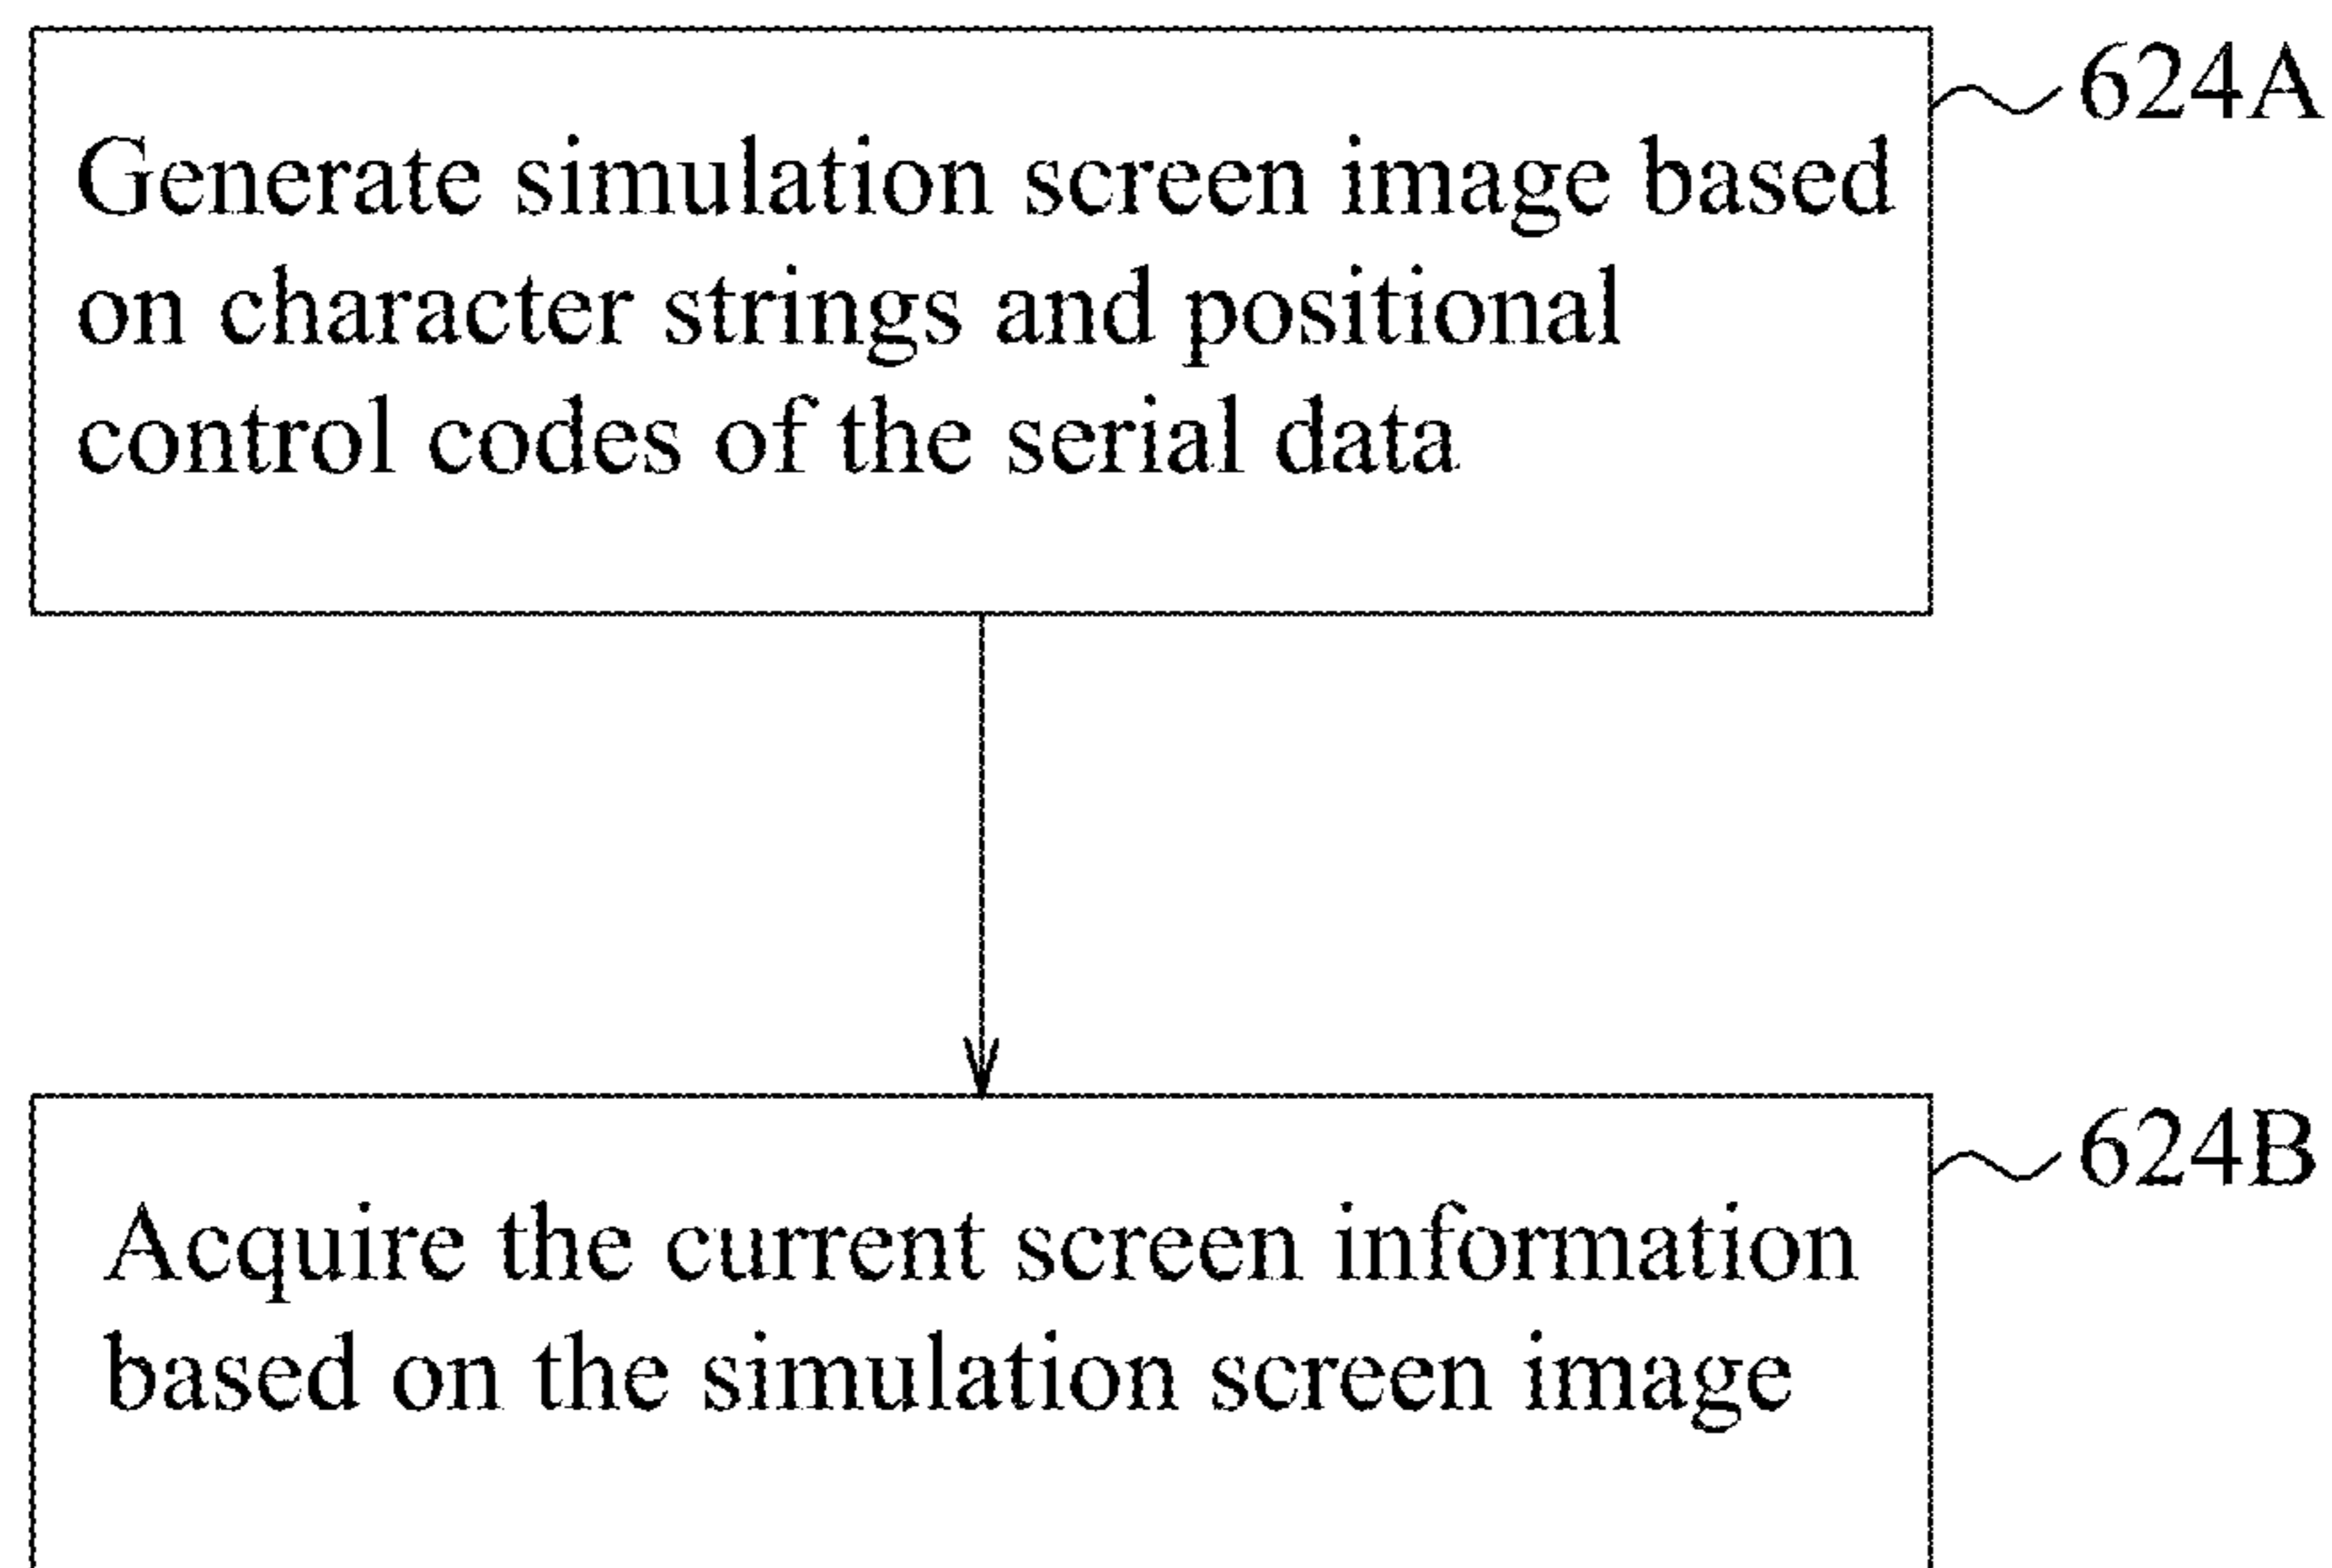 624A
Generate simulation screen image based
on character strings and positional
control codes of the serial data
624B
Acquire the current screen information
based on the simulation screen image